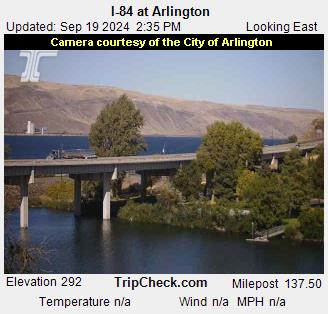 I-84 at Arlington
Updated: Sep 19 2024 2:35 PM Looking East
Camera courtesy of the City of Arlington
Elevation 292 TripCheck.com Milepost 137.50
Temperature n/a Wind n/a MPH n/a